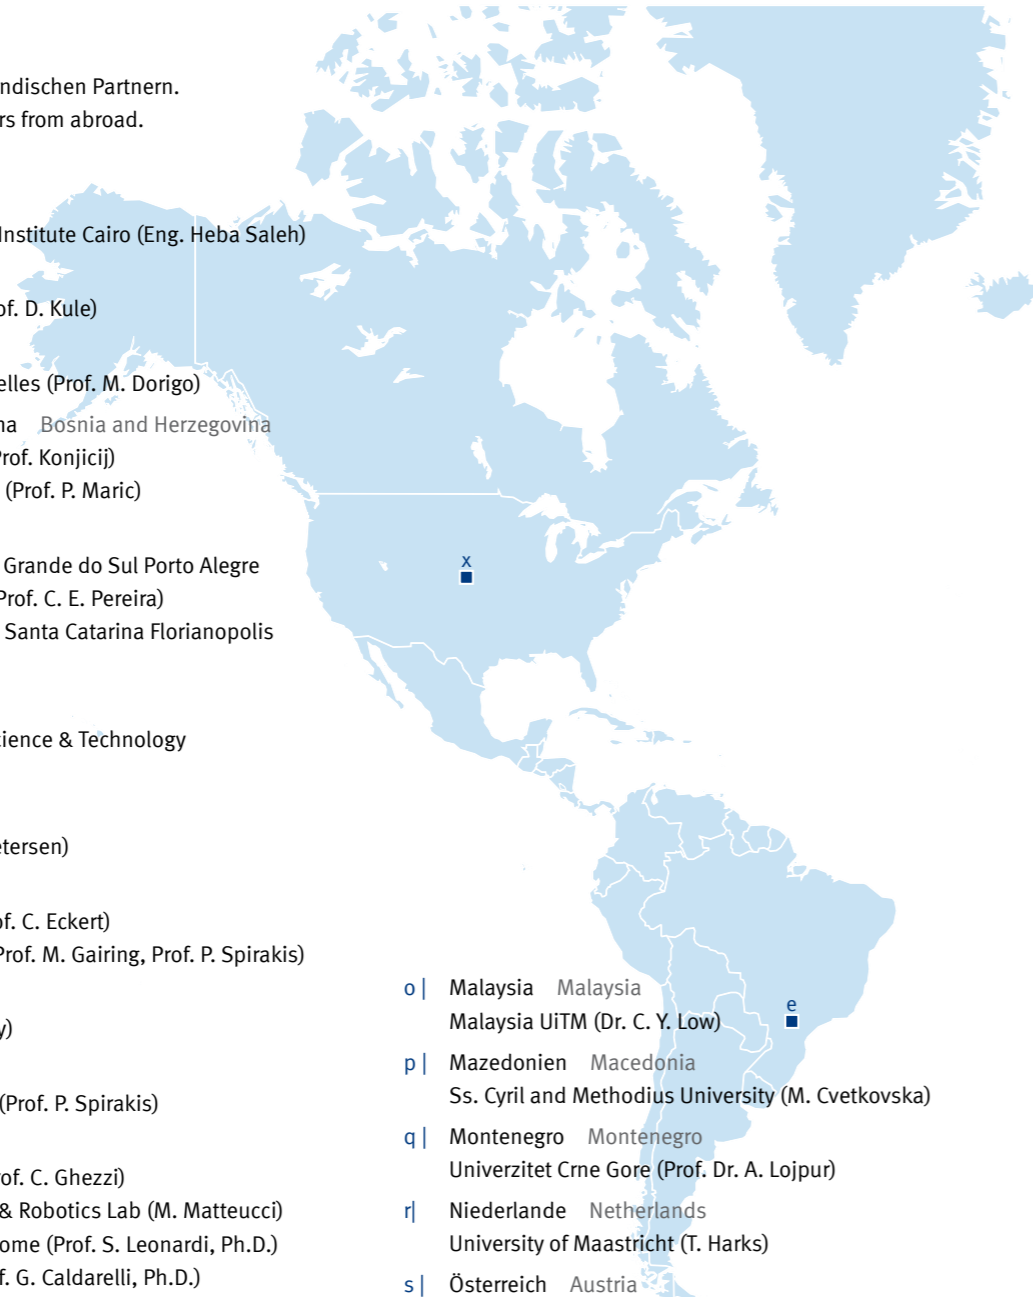 ndischen Partnern.
rs from abroad.
Institute Cairo (Eng. Heba Saleh)
of. D. Kule)
elles (Prof. M. Dorigo)
na Bosnia and Herzegovina
Prof. Konjicij)
(Prof. P. Maric)
Grande do Sul Porto Alegre
Prof. C. E. Pereira)
Santa Catarina Florianopolis
cience & Technology
etersen)
of. C. Eckert)
Prof. M. Gairing, Prof. P. Spirakis)
y)
(Prof. P. Spirakis)
rof. C. Ghezzi)
& Robotics Lab (M. Matteucci)
ome (Prof. S. Leonardi, Ph.D.)
f. G. Caldarelli, Ph.D.)
x
e
o | Malaysia Malaysia
Malaysia UiTM (Dr. C. Y. Low)
p | Mazedonien Macedonia
Ss. Cyril and Methodius University (M. Cvetkovska)
q | Montenegro Montenegro
Univerzitet Crne Gore (Prof. Dr. A. Lojpur)
r| Niederlande Netherlands
University of Maastricht (T. Harks)
s | Österreich Austria